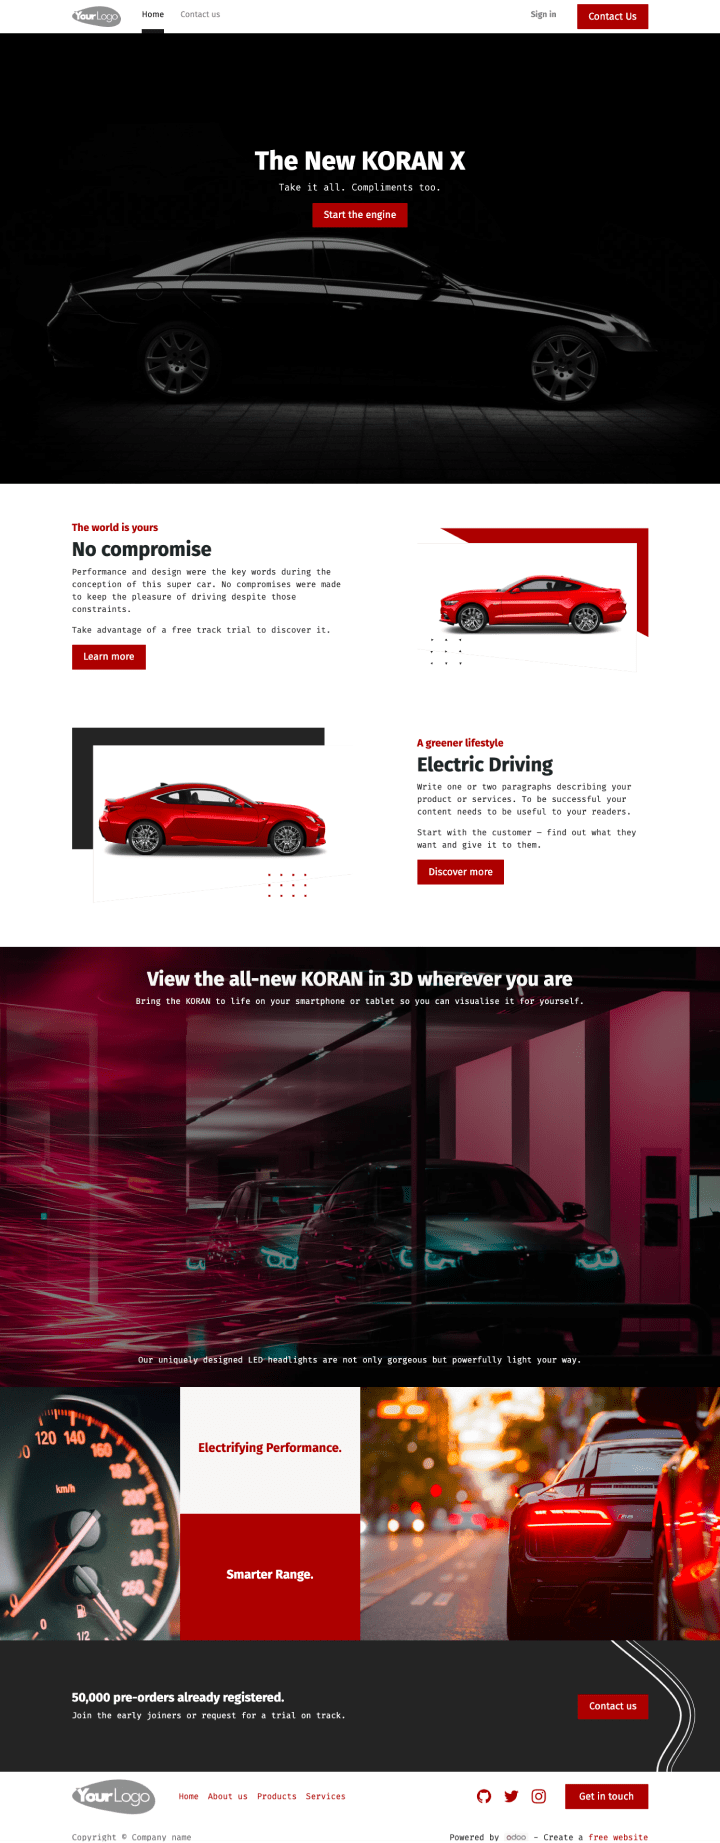 YourLogo
Home
Contact us
Sign in
Contact Us
The New KORAN X
Take it all. Compliments too.
Start the engine
The world is yours
No compromise
Performance and design were the key words during the
conception of this super car. No compromises were made
to keep the pleasure of driving despite those
constraints.
Take advantage of a free track trial to discover it.
Learn more
A greener lifestyle
Electric Driving
Write one or two paragraphs describing your
product or services. To be successful your
content needs to be useful to your readers.
Start with the customer – find out what they
want and give it to them.
Discover more
View the all-new KORAN in 3D wherever you are
Bring the KORAN to life on your smartphone or tablet so you can visualise it for yourself.
Our uniquely designed LED headlights are not only gorgeous but powerfully light your way.
120 140
160
180
200
220
240
260
km/h
0
1/2
Electrifying Performance.
Smarter Range.
50,000 pre-orders already registered.
Join the early joiners or request for a trial on track.
Contact us
YourLogo
Home About us Products Services
Get in touch
Copyright © Company name
Powered by odoo - Create a free website